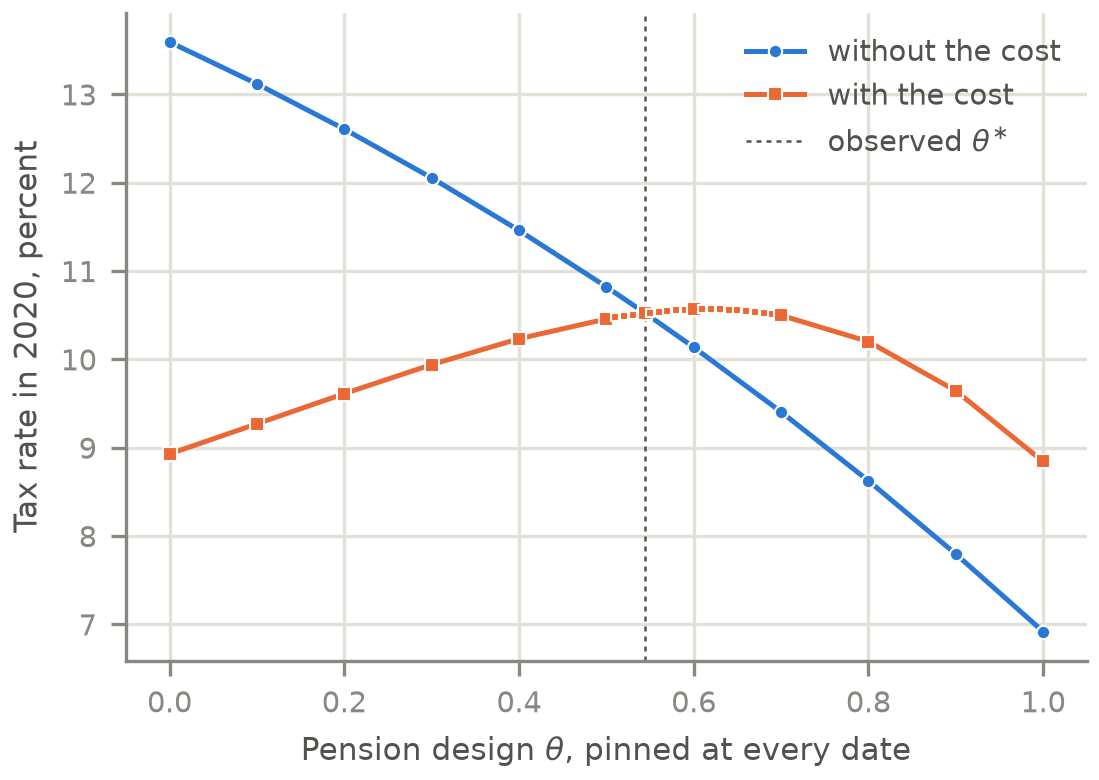 without the cost
with the cost
observed θ*
Tax rate in 2020, percent
13
12
11
10
9
8
7
0.0 0.2 0.4 0.6 0.8 1.0
Pension design θ, pinned at every date